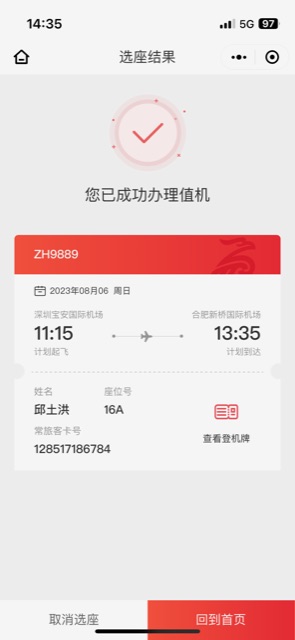 14:35 5G 97
选座结果
您已成功办理值机
ZH9889
2023年08月06 周日
深圳宝安国际机场 合肥新桥国际机场
11:15 13:35
计划起飞 计划到达
姓名 座位号
邱土洪 16A
常旅客卡号
128517186784
查看登机牌
取消选座 回到首页